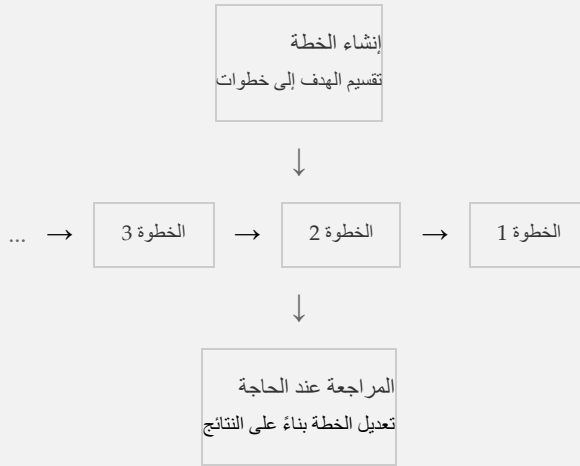 إنشاء الخطة
تقسيم الهدف إلى خطوات
↓
الخطوة 1 → الخطوة 2 → الخطوة 3 → ...
↓
المراجعة عند الحاجة
تعديل الخطة بناءً على النتائج